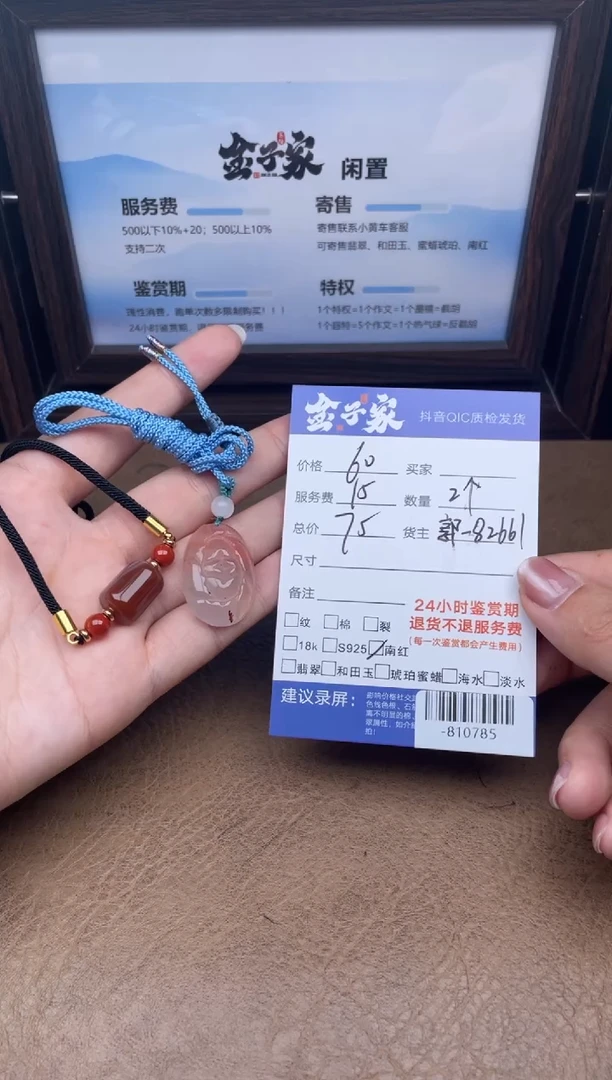 金子家 闲置
服务费
500以下10%+20；500以上10%
支持二次
寄售
寄售联系小黄车客服
可寄售翡翠、和田玉、蜜蜡琥珀、南红
鉴赏期
24小时鉴赏期
特权
金子家 抖音QIC质检发货
价格 60 买家
服务费 15 数量 2个
总价 75 货主 郭-82661
尺寸
备注
24小时鉴赏期
退货不退服务费
(每一次鉴赏都会产生费用)
纹 棉 裂
18k S925 南红
翡翠 和田玉 琥珀蜜蜡 海水 淡水
建议录屏：
-810785